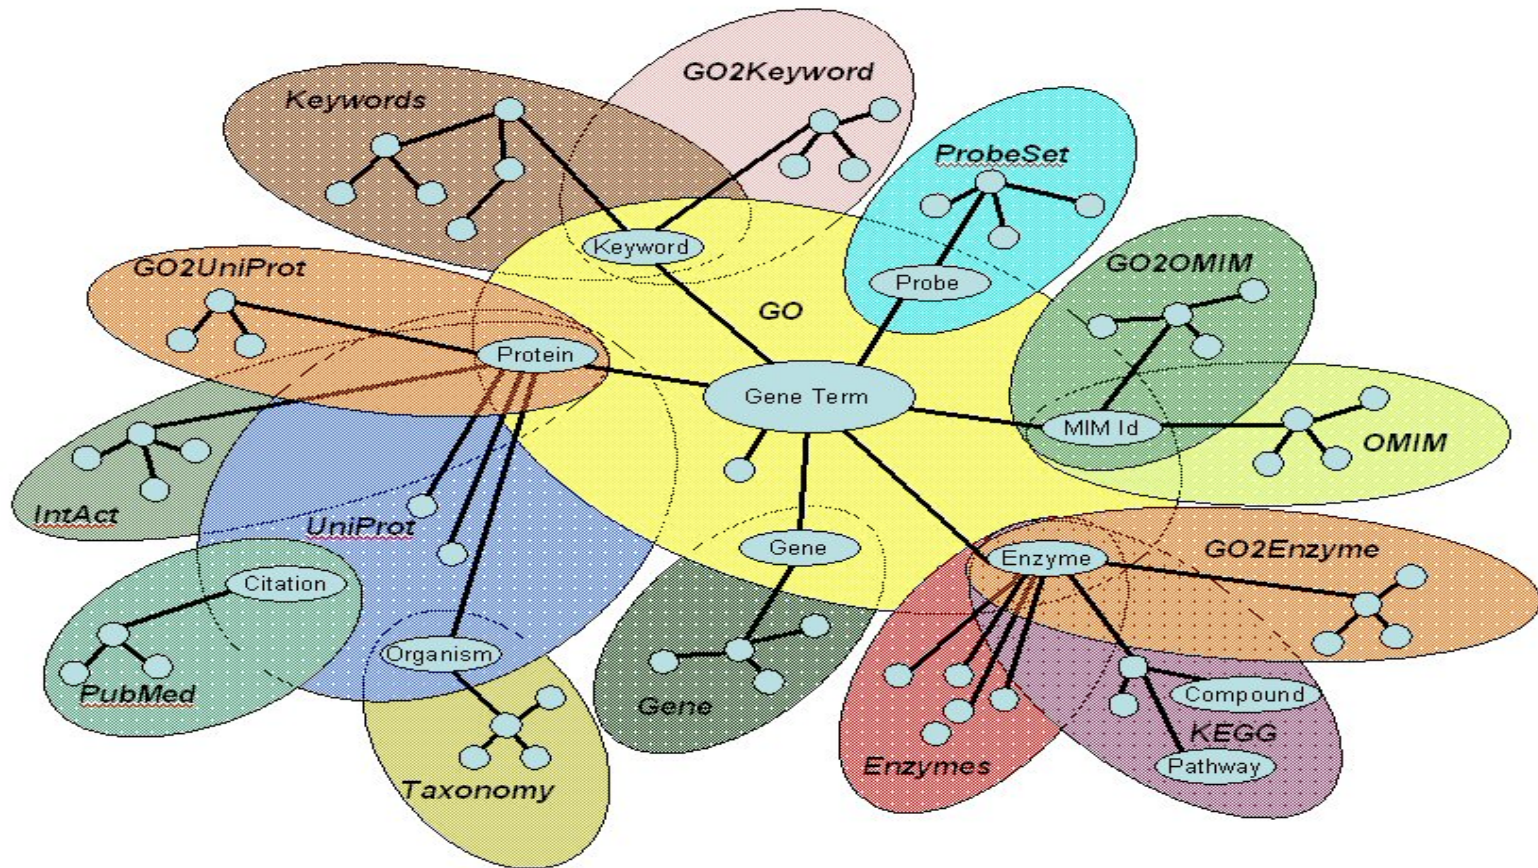 GO2Keyword
Keywords
ProbeSet
Keyword
GO2UniProt
GO2OMIM
Probe
GO
Protein
Gene Term
MIM Id
OMIM
IntAct
UniProt
Gene
Enzyme
GO2Enzyme
Citation
Organism
PubMed
Gene
Compound
KEGG
Enzymes
Pathway
Taxonomy